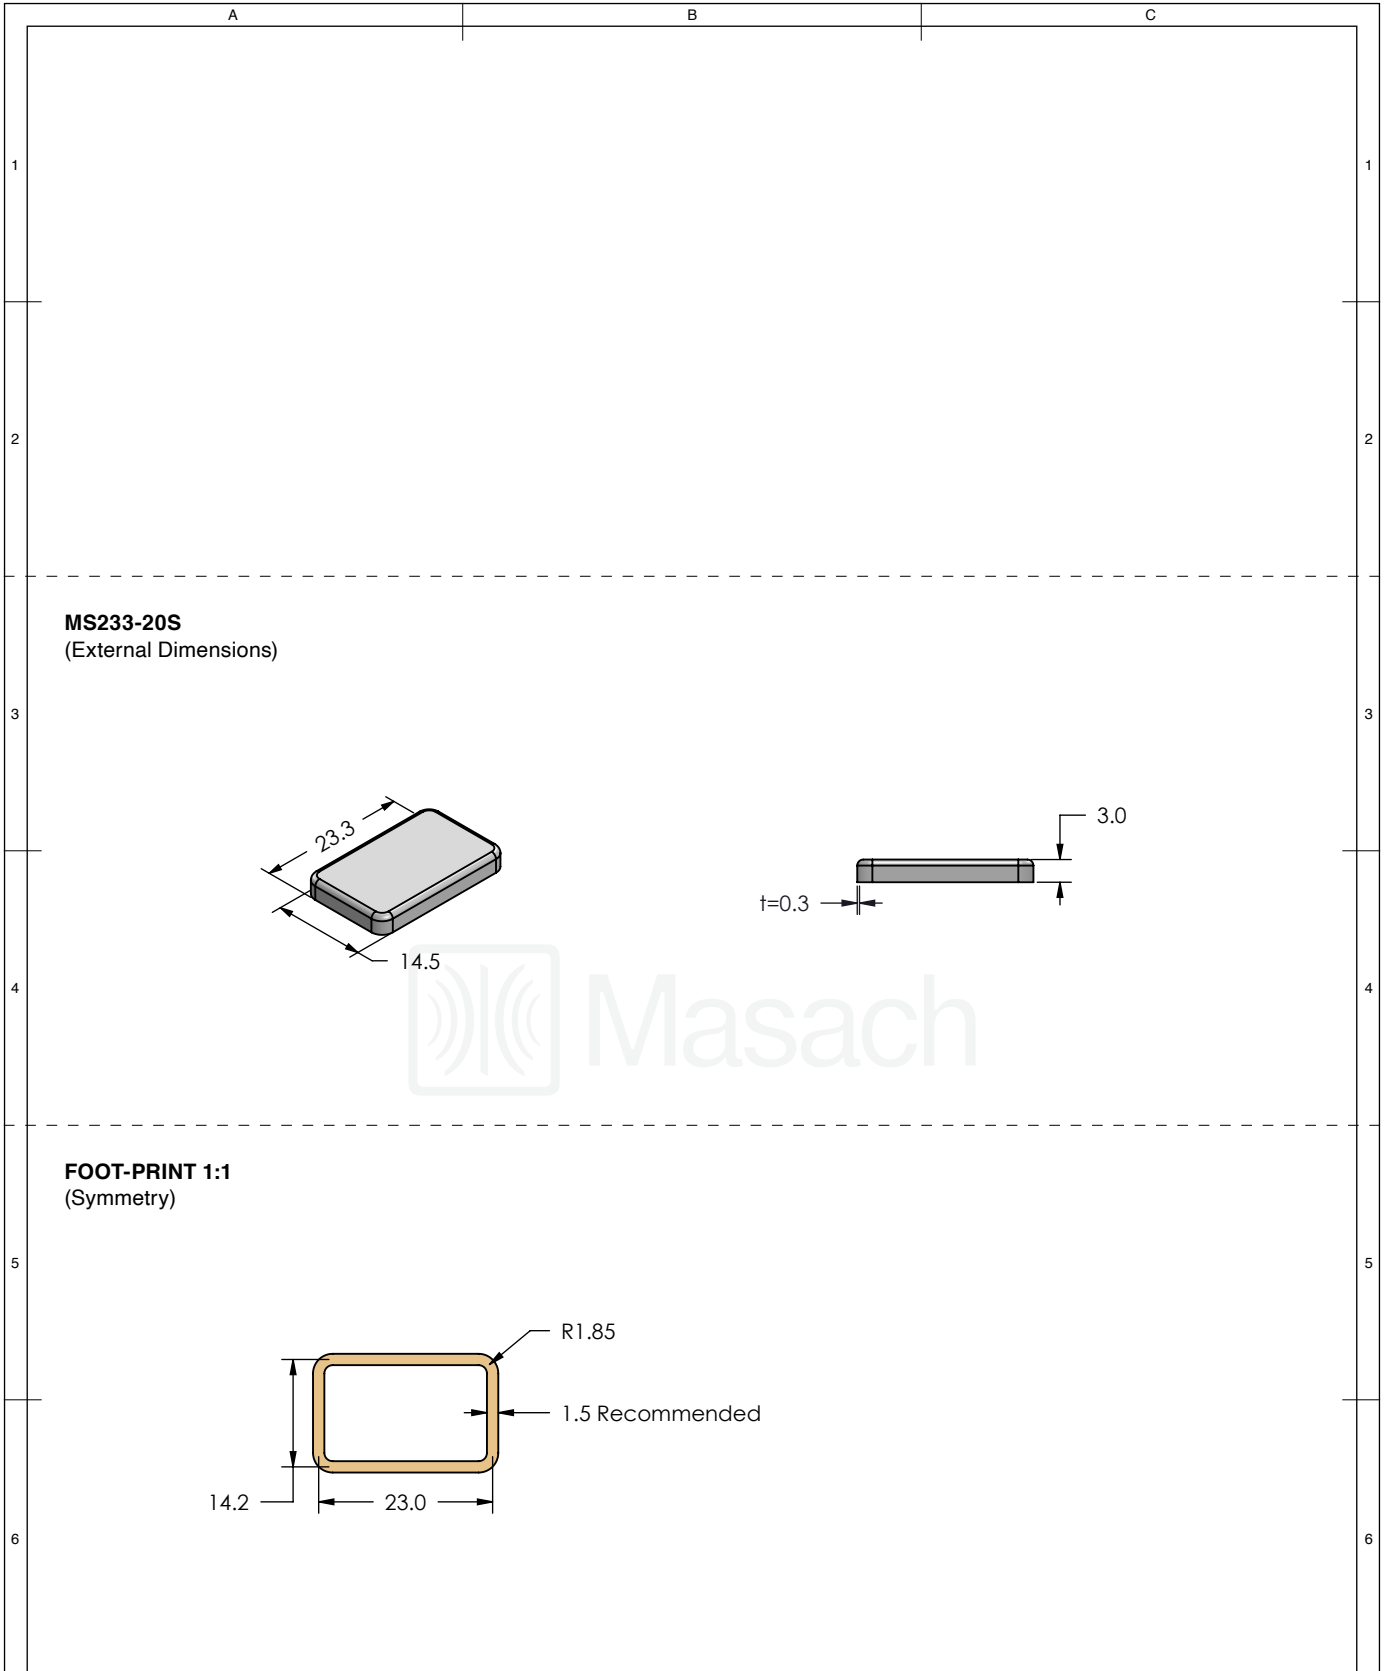 A B C
1 1
2 2
MS233-20S
(External Dimensions)
3 3
23.3
3.0
t=0.3
14.5
Masach
4 4
FOOT-PRINT 1:1
(Symmetry)
5 5
R1.85
1.5 Recommended
14.2 23.0
6 6